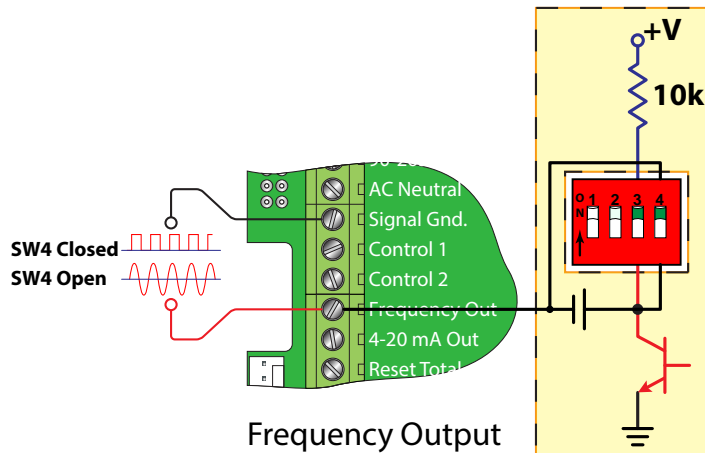 +V
10k
O
N
1 2 3 4
AC Neutral
Signal Gnd.
Control 1
Control 2
Frequency Out
4-20 mA Out
Reset Total
SW4 Closed
SW4 Open
Frequency Output